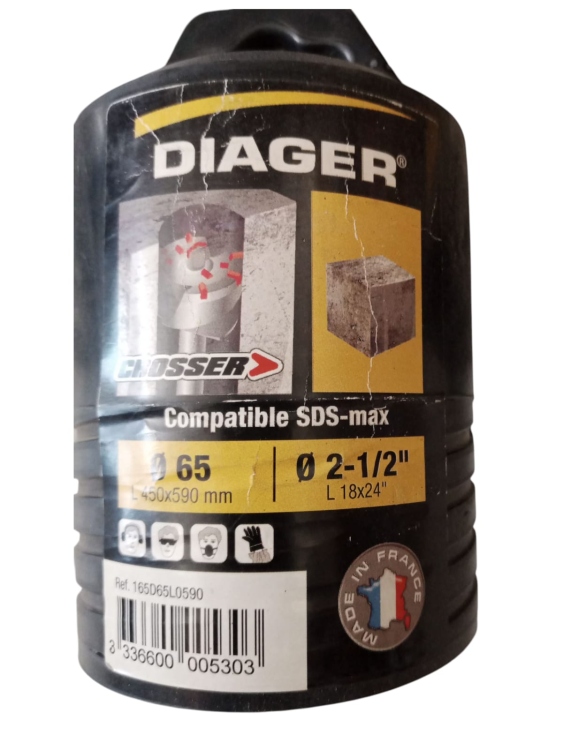 DIAGER®
CROSSER
Compatible SDS-max
Ø 65
L 450x590 mm
Ø 2-1/2"
L 18x24"
MADE IN FRANCE
Ref. 165D65L0590
3 336600 005303